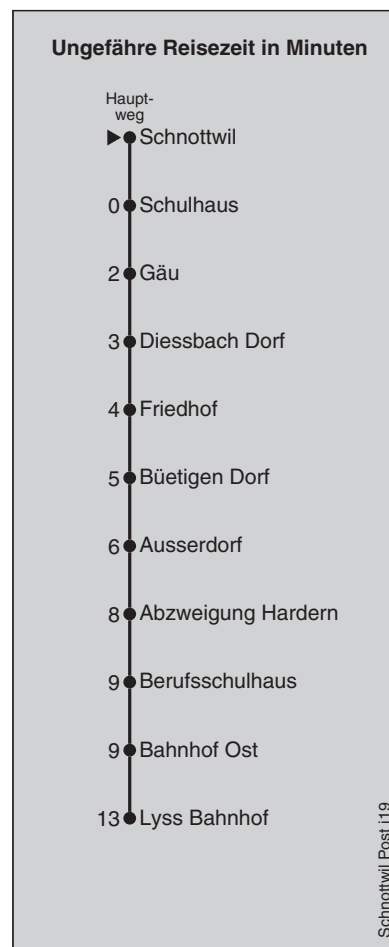 Ungefähre Reisezeit in Minuten
Haupt-
weg
Schnottwil
0 Schulhaus
2 Gäu
3 Diessbach Dorf
4 Friedhof
5 Büetigen Dorf
6 Ausserdorf
8 Abzweigung Hardern
9 Berufsschulhaus
9 Bahnhof Ost
13 Lyss Bahnhof
Schnottwil Post j19